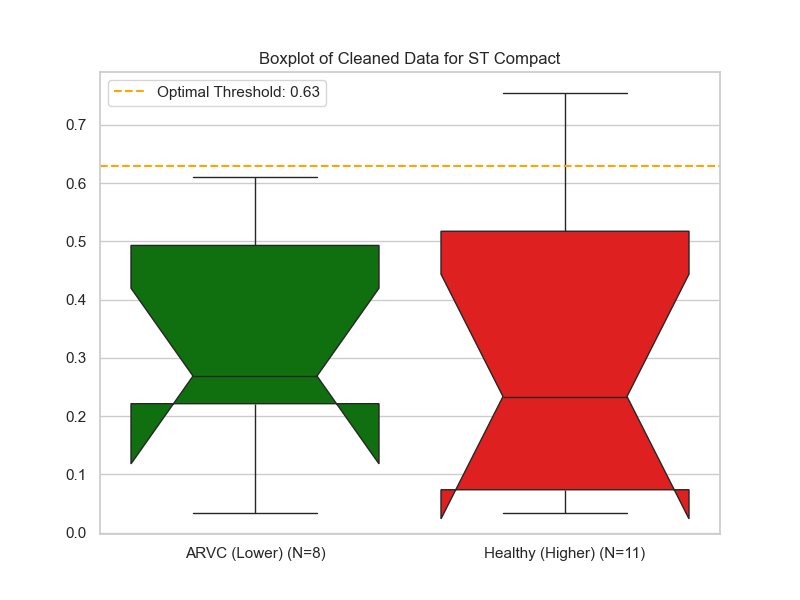 Boxplot of Cleaned Data for ST Compact
Optimal Threshold: 0.63
0.7
0.6
0.5
0.4
0.3
0.2
0.1
0.0
ARVC (Lower) (N=8)
Healthy (Higher) (N=11)